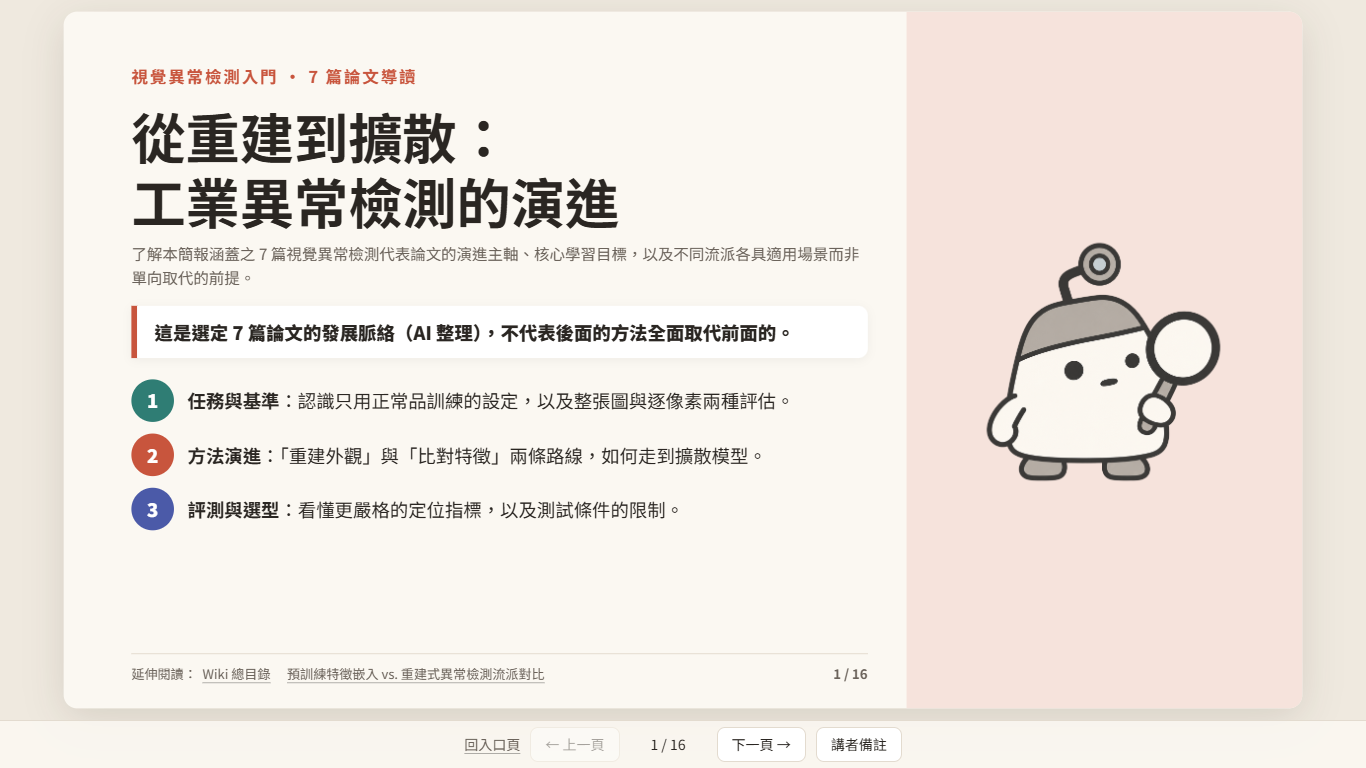 視覺異常檢測入門 • 7 篇論文導讀
從重建到擴散：
工業異常檢測的演進
了解本簡報涵蓋之 7 篇視覺異常檢測代表論文的演進主軸、核心學習目標，以及不同流派各具適用場景而非
單向取代的前提。
這是選定 7 篇論文的發展脈絡（AI 整理），不代表後面的方法全面取代前面的。
1 任務與基準：認識只用正常品訓練的設定，以及整張圖與逐像素兩種評估。
2 方法演進：「重建外觀」與「比對特徵」兩條路線，如何走到擴散模型。
3 評測與選型：看懂更嚴格的定位指標，以及測試條件的限制。
延伸閱讀： Wiki 總目錄 預訓練特徵嵌入 vs. 重建式異常檢測流派對比 1 / 16
回入口頁 ← 上一頁 1 / 16 下一頁 → 講者備註